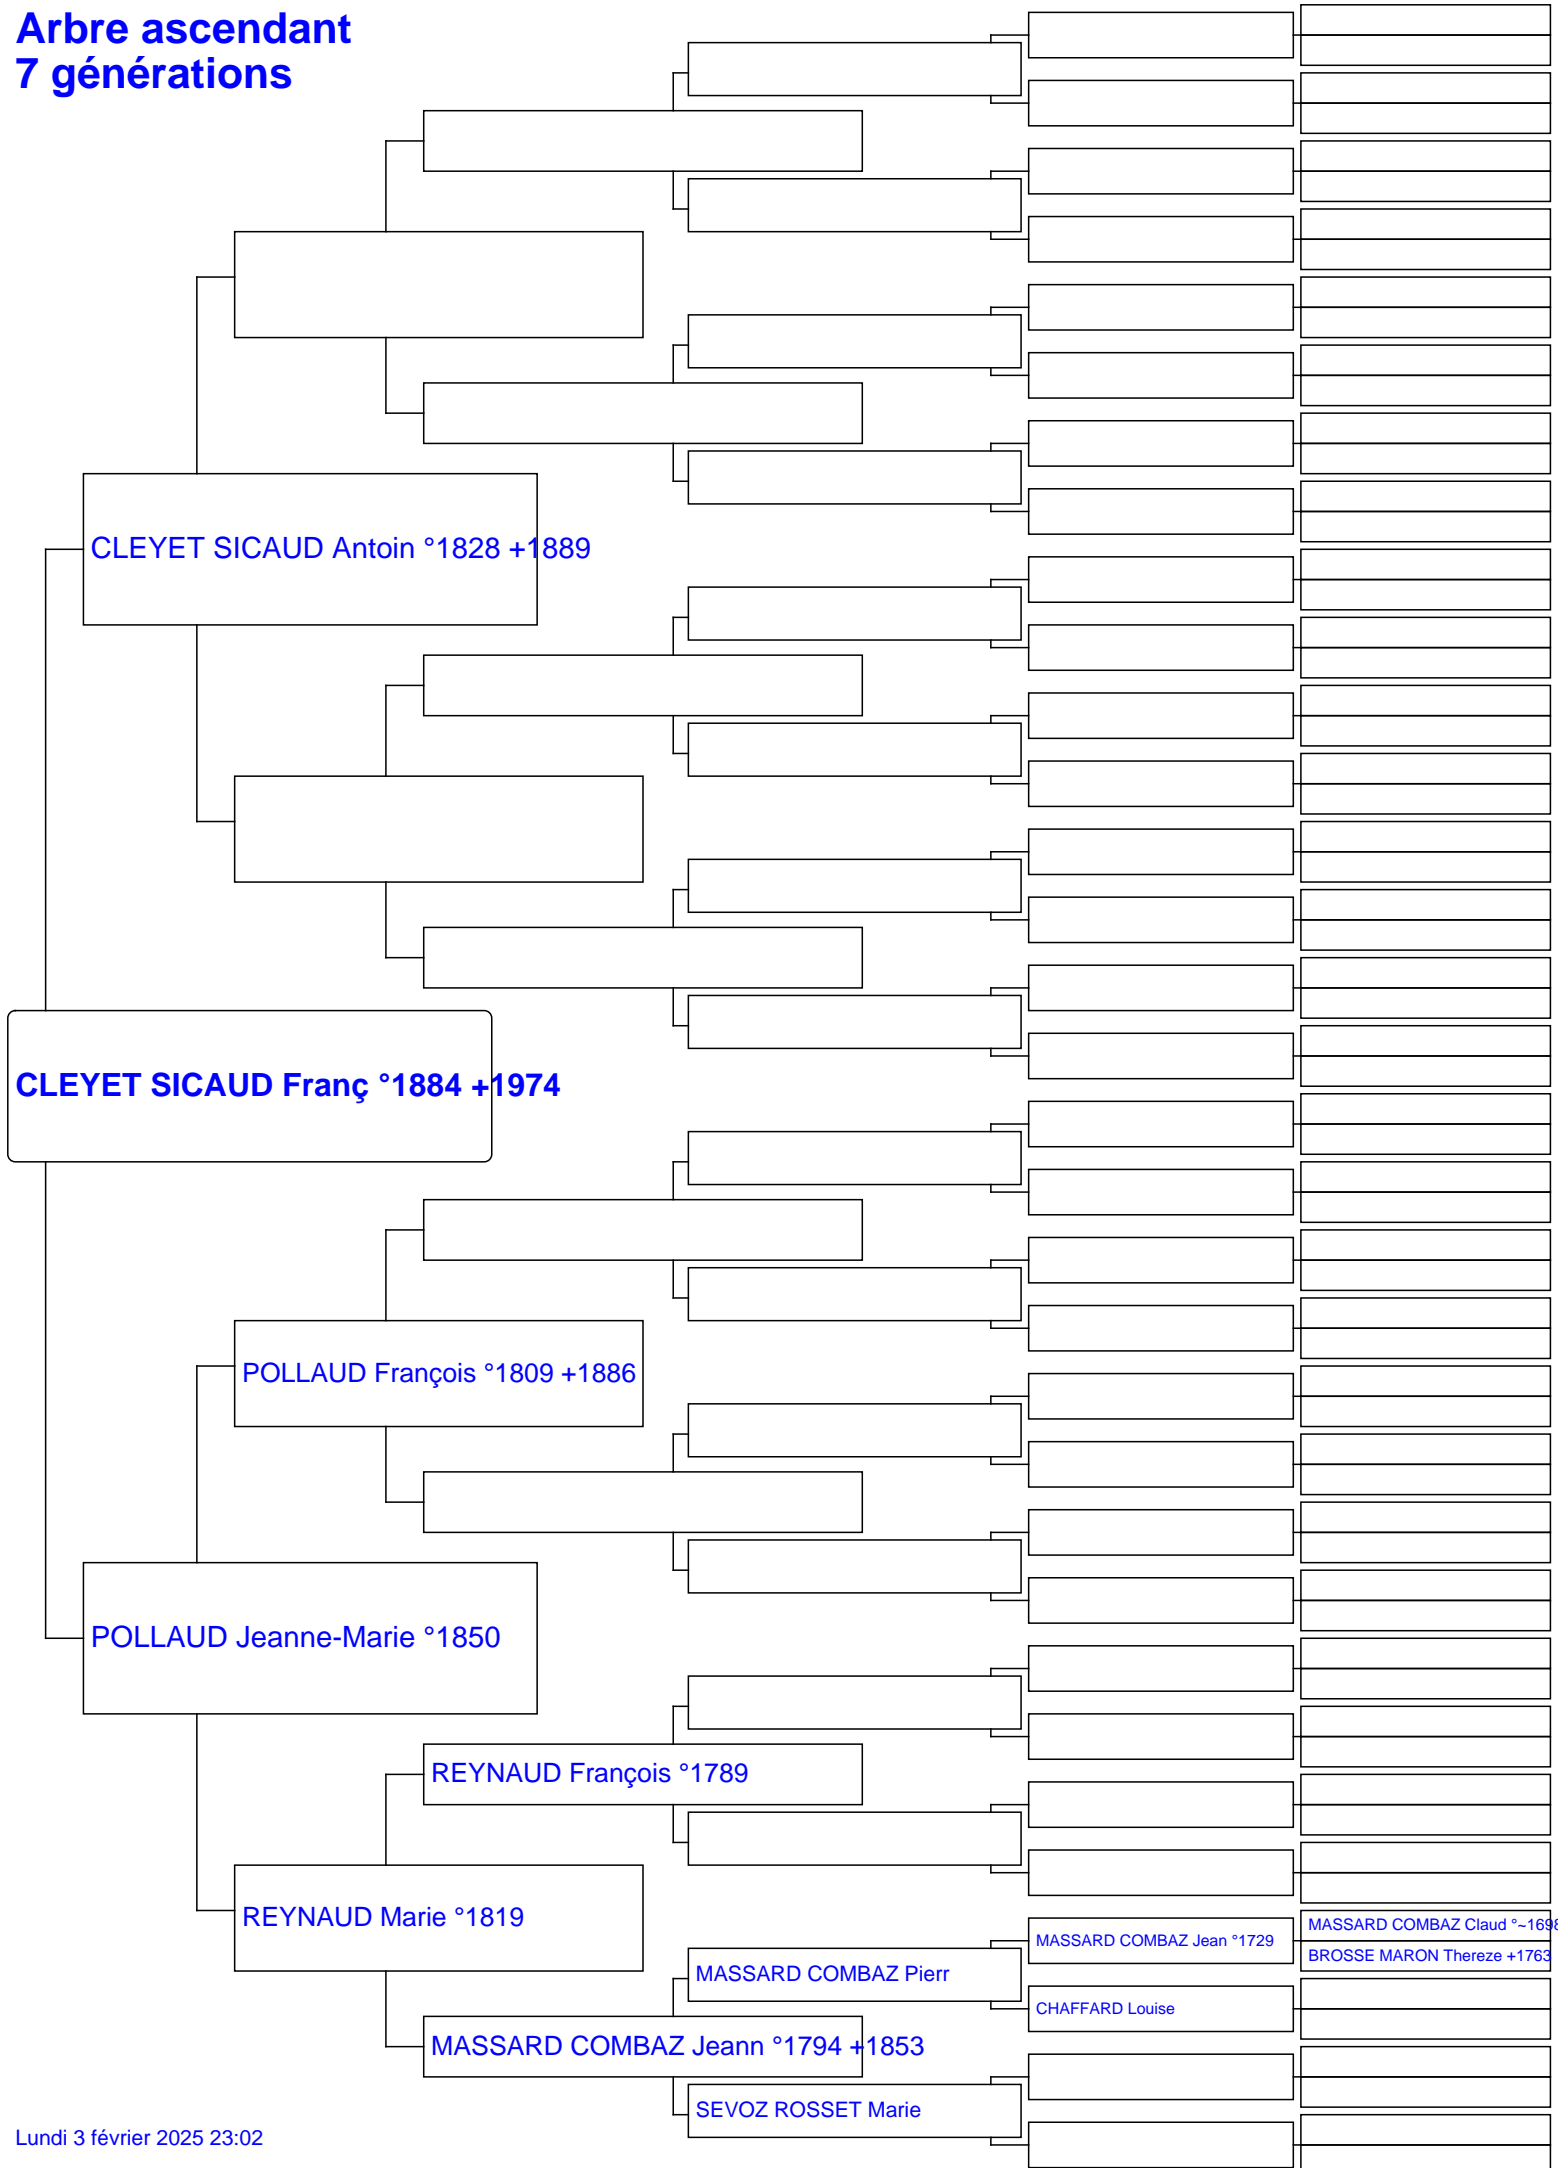 Arbre ascendant
7 générations
CLEYET SICAUD Antoin °1828 +1889
CLEYET SICAUD Franç °1884 +1974
POLLAUD François °1809 +1886
POLLAUD Jeanne-Marie °1850
REYNAUD François °1789
REYNAUD Marie °1819
MASSARD COMBAZ Claud °~1698
MASSARD COMBAZ Jean °1729
BROSSE MARON Thereze +1763
MASSARD COMBAZ Pierr
CHAFFARD Louise
MASSARD COMBAZ Jeann °1794 +1853
SEVOZ ROSSET Marie
Lundi 3 février 2025 23:02